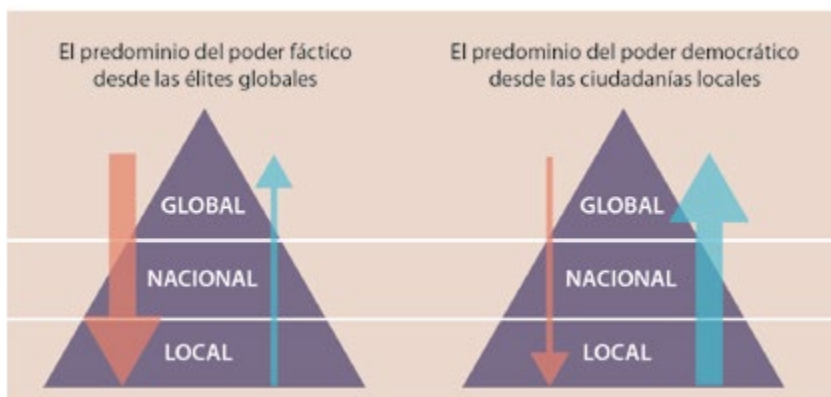 El predominio del poder fáctico
desde las élites globales
GLOBAL
NACIONAL
LOCAL
El predominio del poder democrático
desde las ciudadanías locales
GLOBAL
NACIONAL
LOCAL